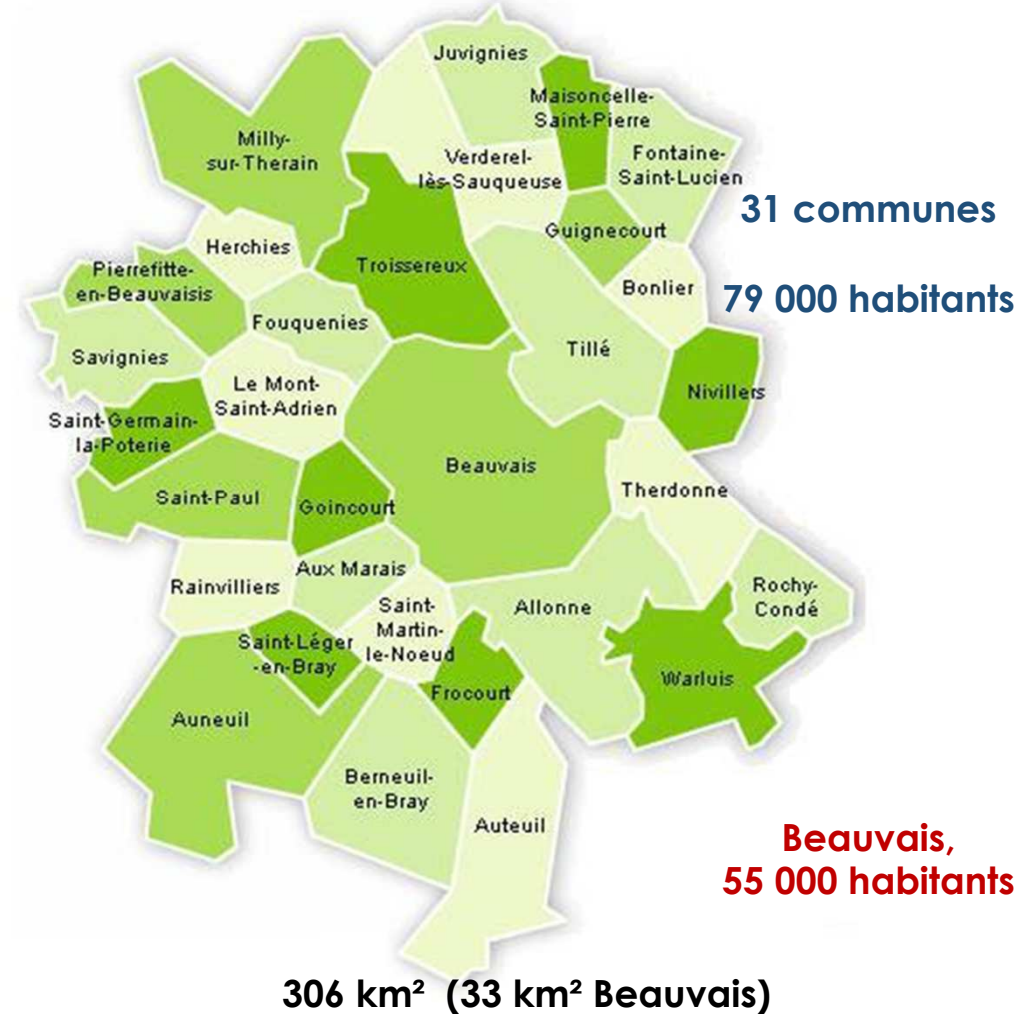 Juvignies
Maisoncelle-
Saint-Pierre
Milly-
sur-Therain
Verderel-
lès-Sauqueuse
Fontaine-
Saint-Lucien
31 communes
Herchies
Guignecourt
Pierrefitte-
en-Beauvaisis
Troissereux
Bonlier
79 000 habitants
Fouquenies
Savignies
Tillé
Le Mont-
Saint-Adrien
Nivillers
Saint-Germain-
la-Poterie
Beauvais
Therdonne
Saint-Paul
Goincourt
Rainvilliers
Aux Marais
Rochy-
Condé
Saint-
Martin-
le-Noeud
Allonne
Saint-Léger
-en-Bray
Warluis
Frocourt
Auneuil
Berneuil-
en-Bray
Auteuil
Beauvais,
55 000 habitants
306 km² (33 km² Beauvais)